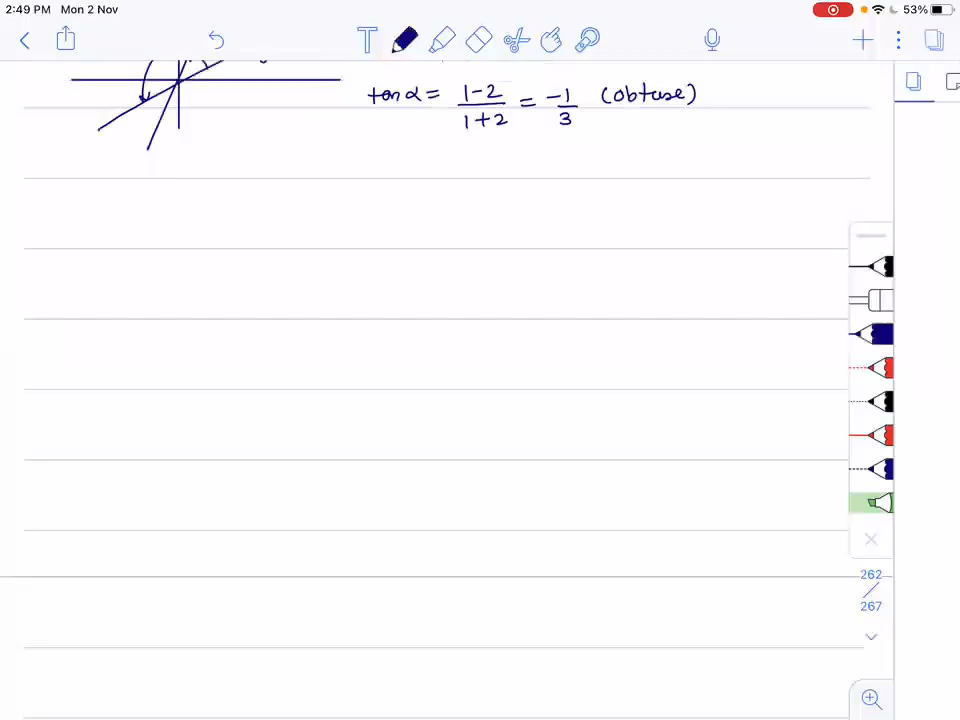 2:49 PM Mon 2 Nov
53%
T
tan α = 1-2 / 1+2 = -1 / 3 (obtuse)
262
/
267